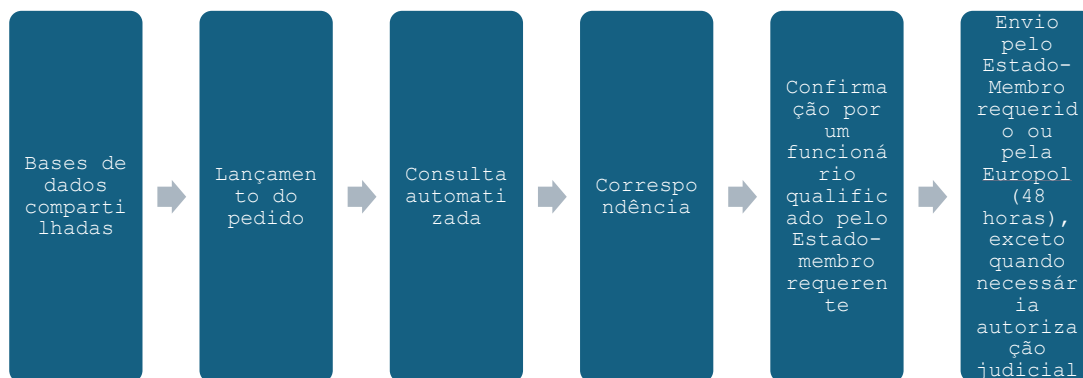 Bases de
dados
comparti
lhadas
Lançamen
to do
pedido
Consulta
automati
zada
Correspo
ndência
Confirma
ção por
um
funcioná
rio
qualific
ado pelo
Estado-
membro
requeren
te
Envio
pelo
Estado-
Membro
requerid
o ou
pela
Europol
(48
horas),
exceto
quando
necessár
ia
autoriza
ção
judicial